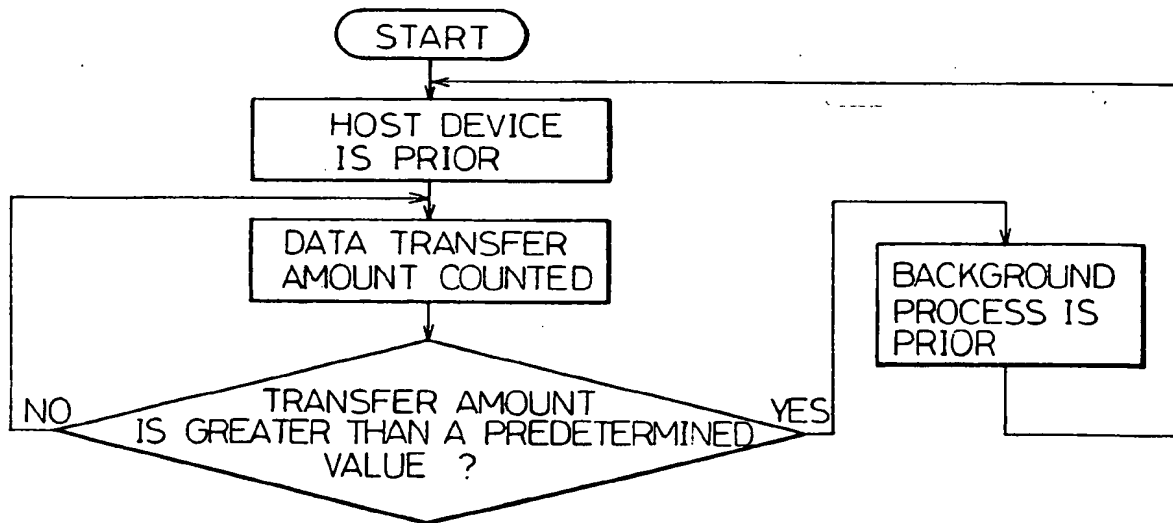 START
HOST DEVICE
IS PRIOR
DATA TRANSFER
AMOUNT COUNTED
TRANSFER AMOUNT
IS GREATER THAN A PREDETERMINED
VALUE ?
NO
YES
BACKGROUND
PROCESS IS
PRIOR